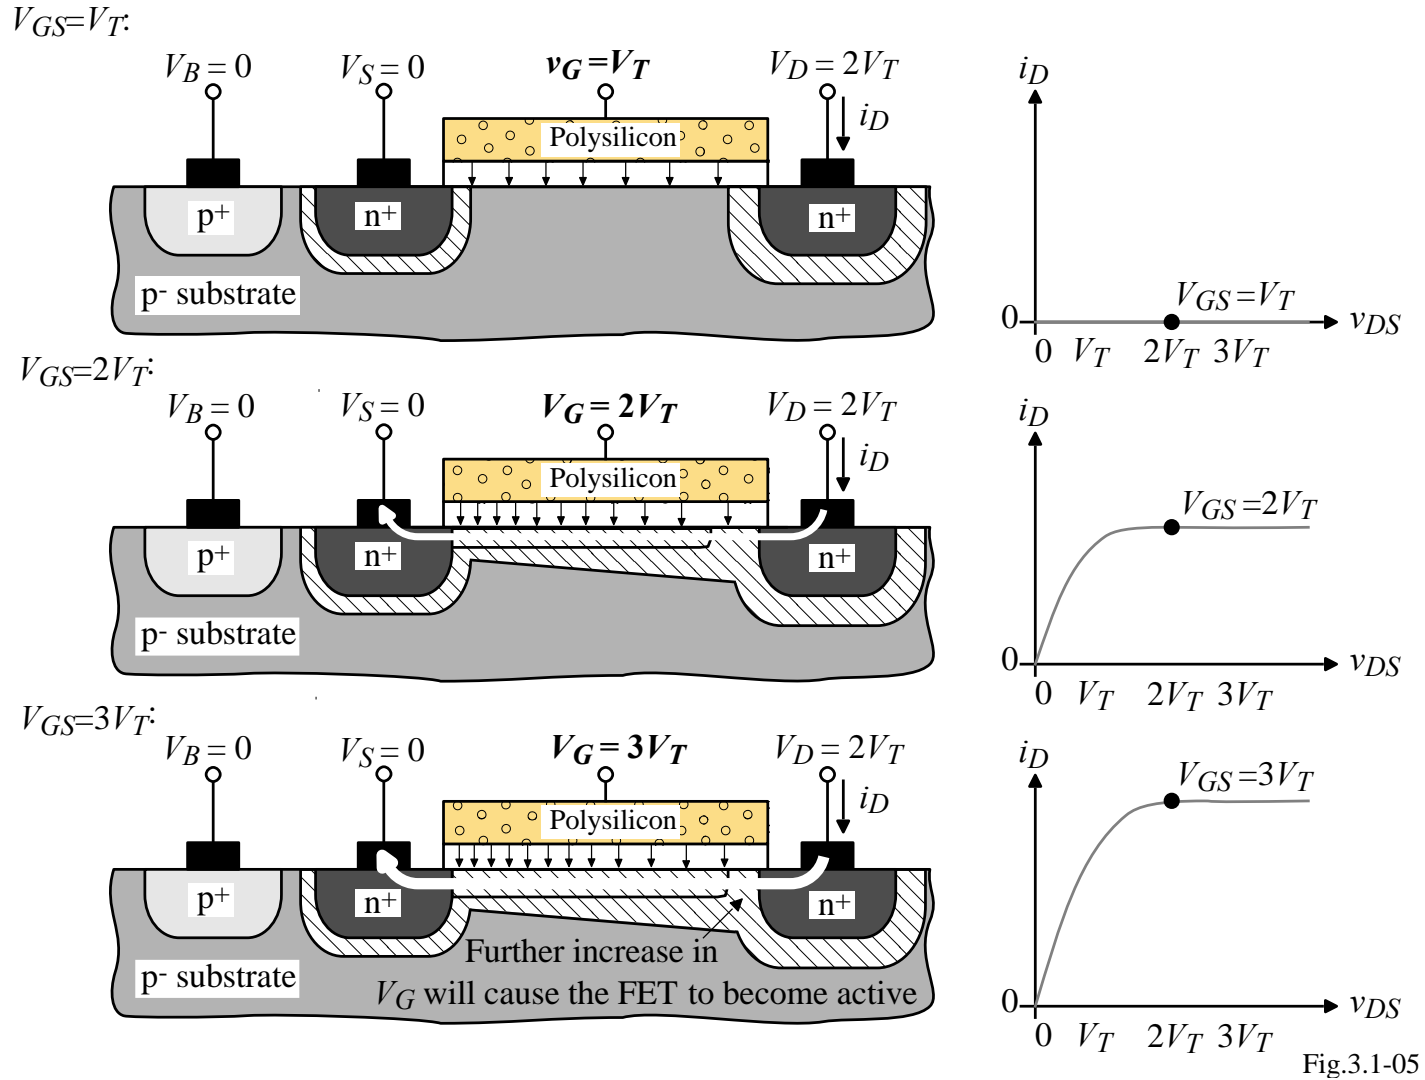 VGS=VT:
VB = 0 VS = 0 vG =VT VD = 2VT
iD
Polysilicon
p+ n+ n+
p- substrate
iD
VGS =VT
0 vDS
0 VT 2VT 3VT
VGS=2VT:
VB = 0 VS = 0 VG = 2VT VD = 2VT
iD
Polysilicon
p+ n+ n+
p- substrate
iD
VGS =2VT
0 vDS
0 VT 2VT 3VT
VGS=3VT:
VB = 0 VS = 0 VG = 3VT VD = 2VT
iD
Polysilicon
p+ n+ n+
Further increase in
p- substrate
VG will cause the FET to become active
iD
VGS =3VT
0 vDS
0 VT 2VT 3VT
Fig.3.1-05